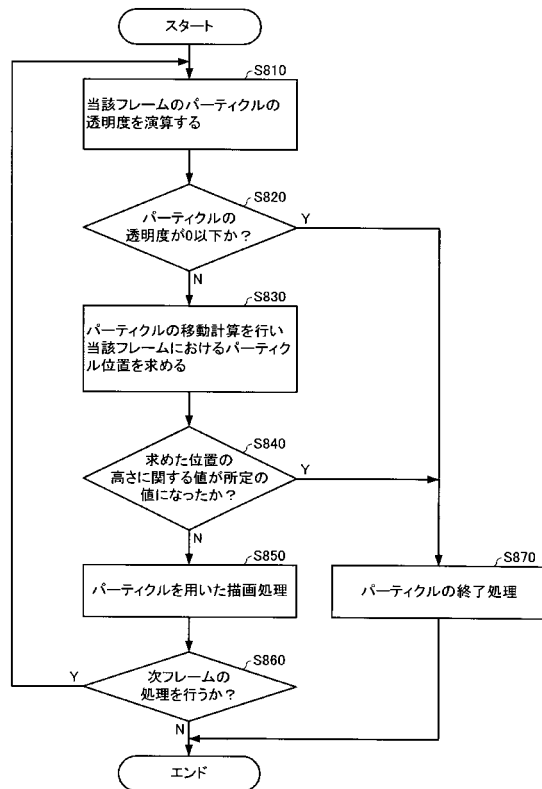 スタート
S810
当該フレームのパーティクルの
透明度を演算する
S820
パーティクルの
透明度が0以下か?
Y
N
S830
パーティクルの移動計算を行い
当該フレームにおけるパーティク
ル位置を求める
S840
求めた位置の
高さに関する値が所定の
値になったか?
Y
N
S850
パーティクルを用いた描画処理
S870
パーティクルの終了処理
S860
次フレームの
処理を行うか?
Y
N
エンド